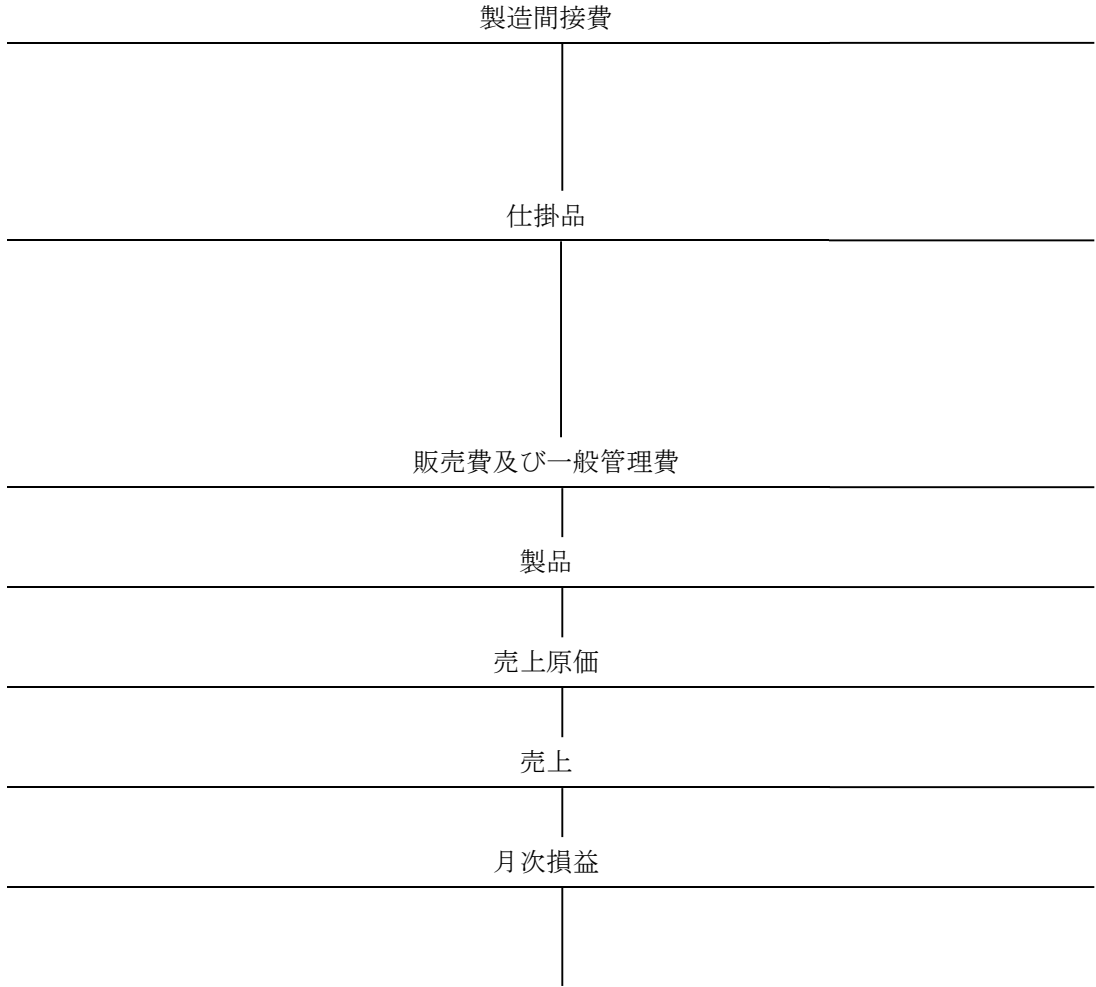 製造間接費
仕掛品
販売費及び一般管理費
製品
売上原価
売上
月次損益